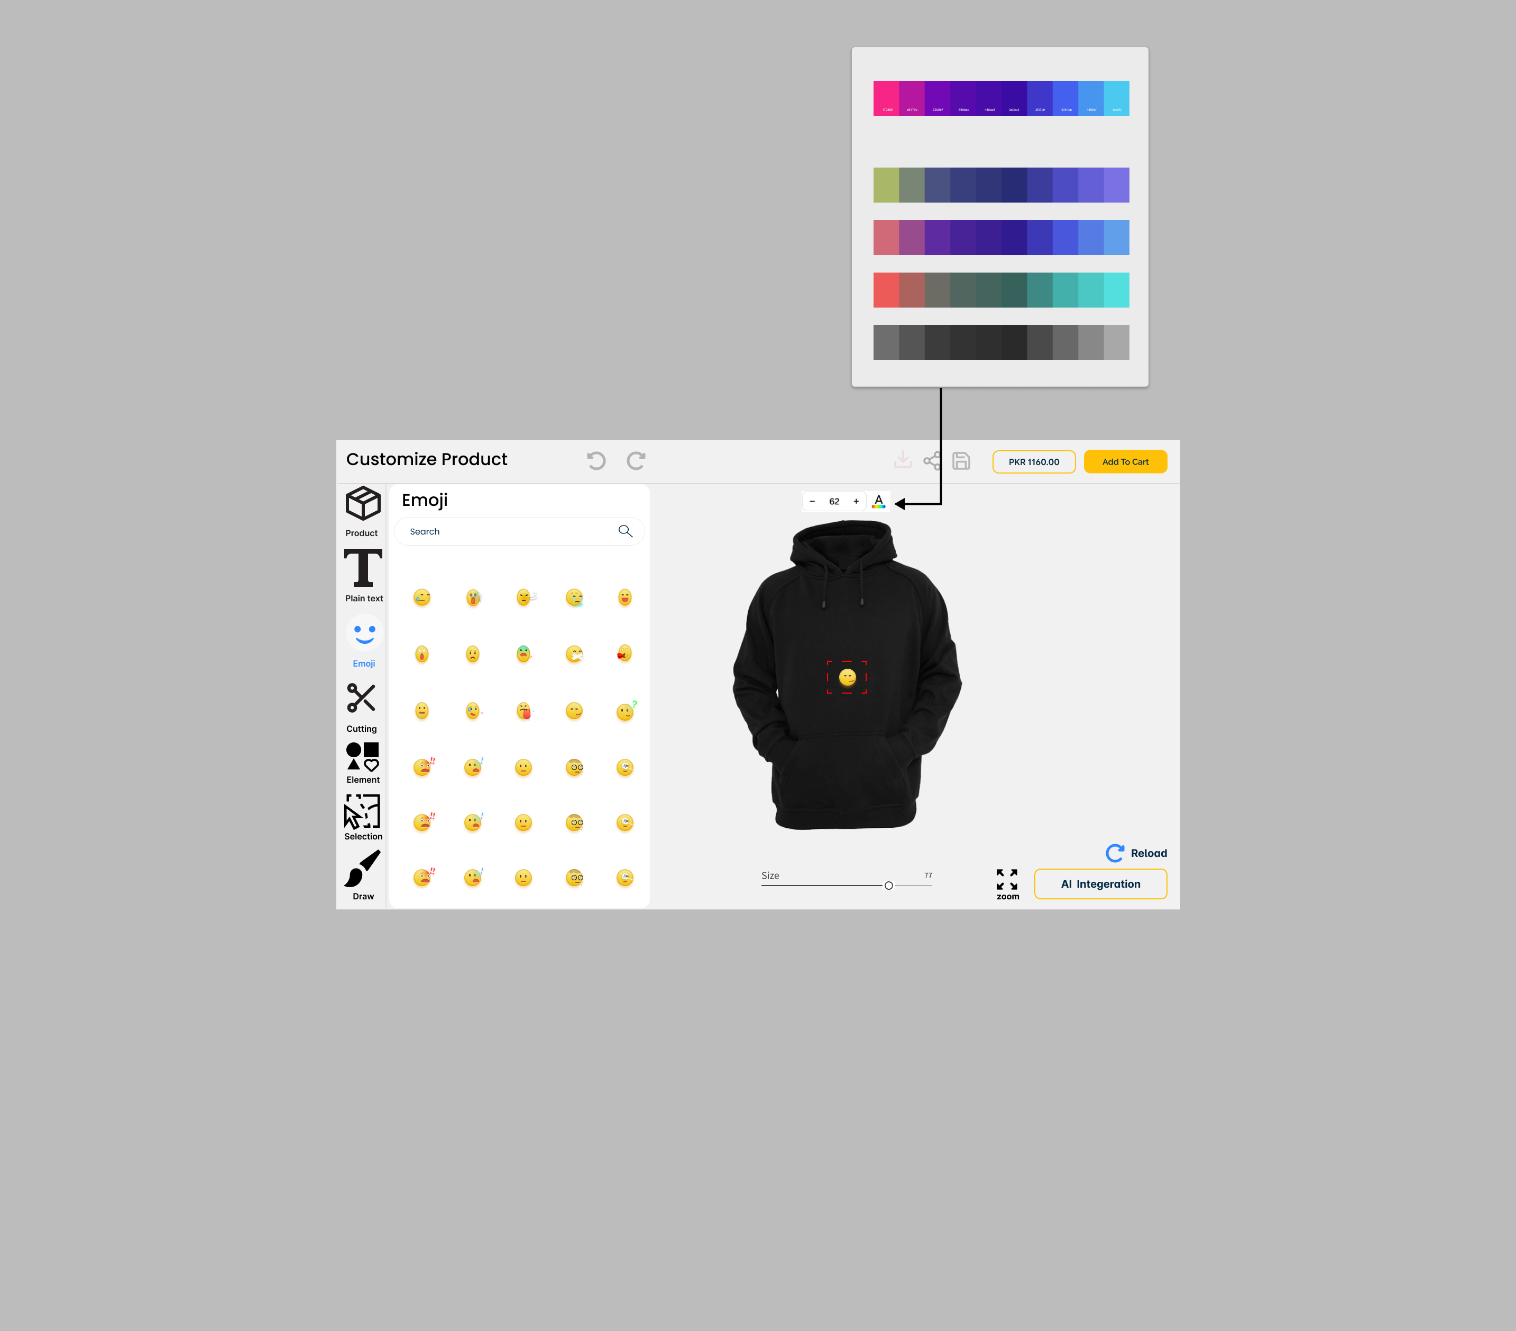 Customize Product
PKR 1160.00
Add To Cart
Product
Plain text
Emoji
Cutting
Element
Selection
Draw
Emoji
Search
- 62 +
A
Size
77
Reload
zoom
AI Integeration